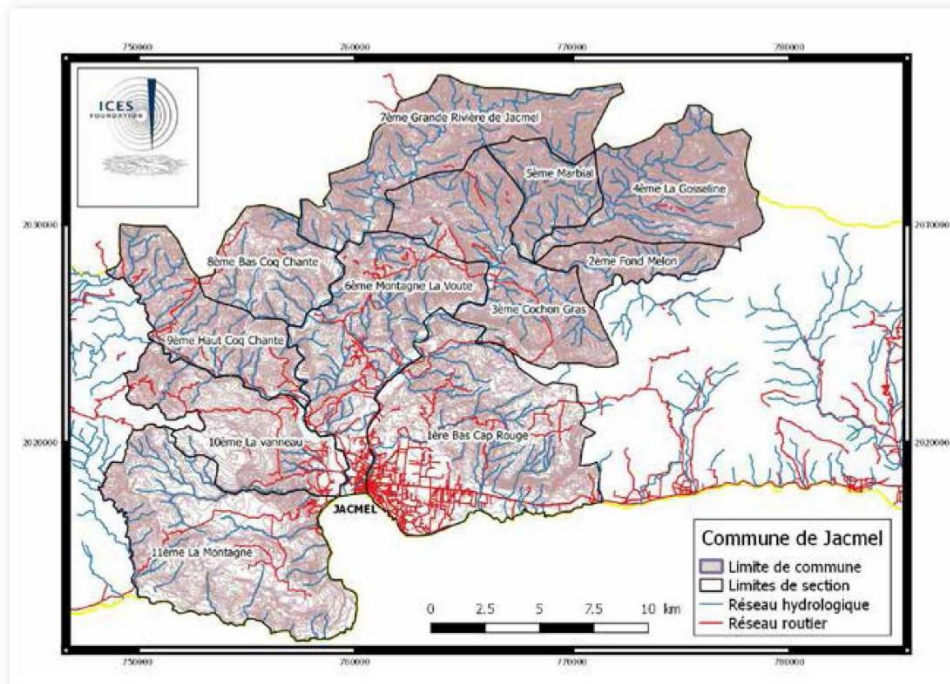 750000 760000 770000 780000
ICES
FOUNDATION
7ème Grande Rivière de Jacmel
5ème Marbial
4ème La Gosseline
2030000
2030000
8ème Bas Coq Chante
2ème Fond Melon
6ème Montagne La Voute
3ème Cochon Gras
9ème Haut Coq Chante
2020000
10ème La vanneau
1ère Bas Cap Rouge
2020000
JACMEL
11ème La Montagne
Commune de Jacmel
Limite de commune
Limites de section
Réseau hydrologique
Réseau routier
0 2.5 5 7.5 10 km
750000 760000 770000 780000